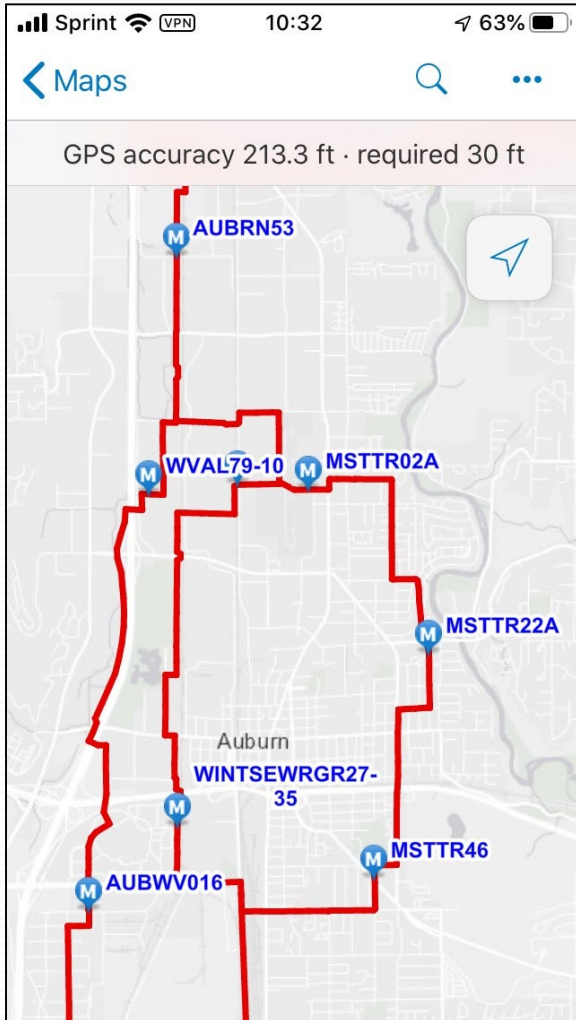 Sprint VPN 10:32 63%
Maps
GPS accuracy 213.3 ft · required 30 ft
AUBRN53
M
M WVAL79-10 M MSTTR02A
M MSTTR22A
Auburn
WINTSEWRGR27-
35
M
M MSTTR46
M AUBWV016